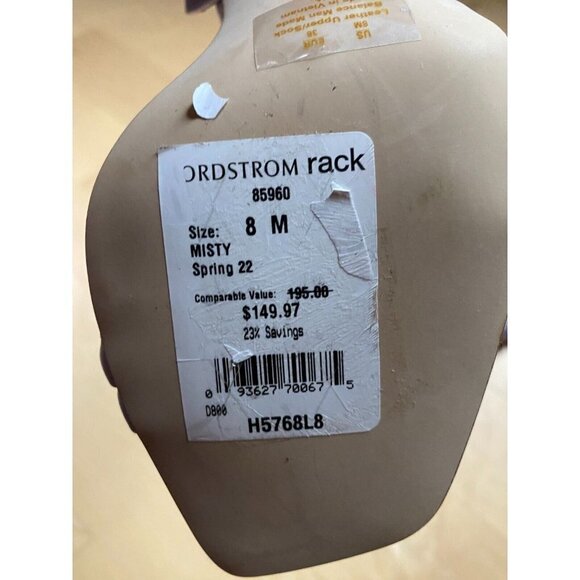 US EUR
8M 38
Leather Upper/Sock
Balance Man Made
Made in Vietnam
ORDSTROM rack
85960
Size: 8 M
MISTY
Spring 22
Comparable Value: 195.00
$149.97
23% Savings
0 93627 70067 5
D800
H5768L8